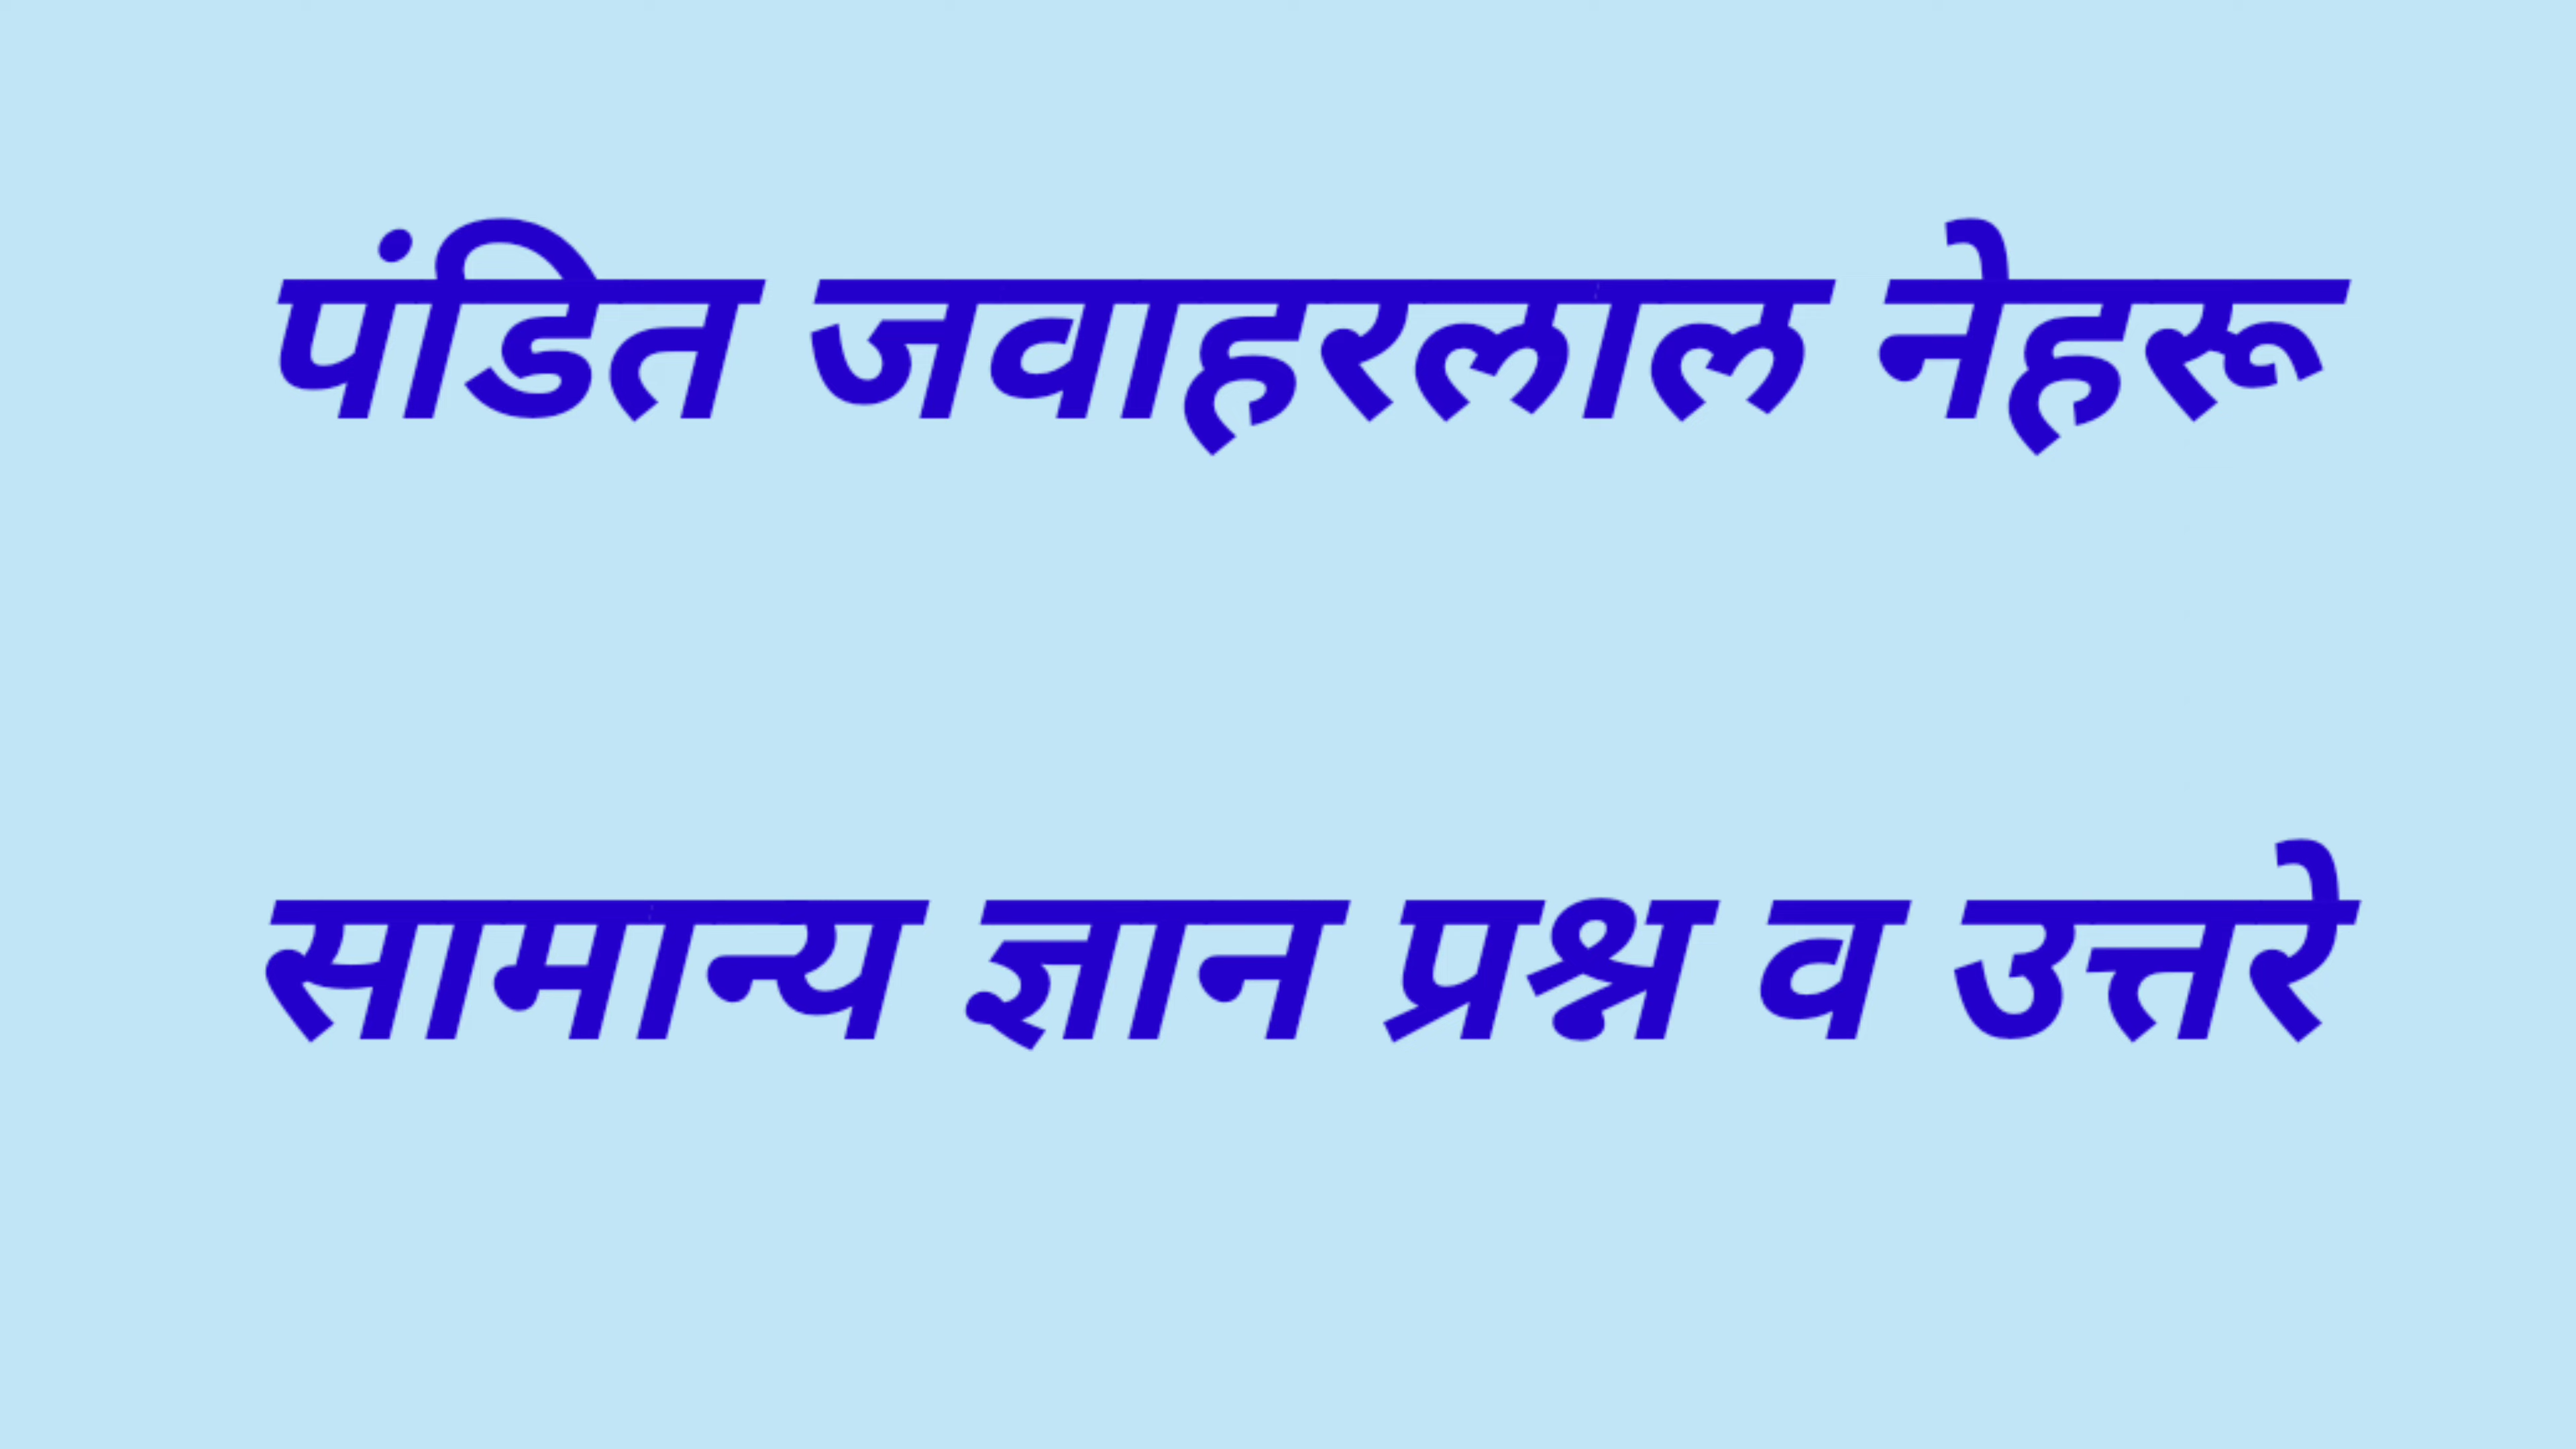 पंडित जवाहरलाल नेहरू
सामान्य ज्ञान प्रश्न व उत्तरे